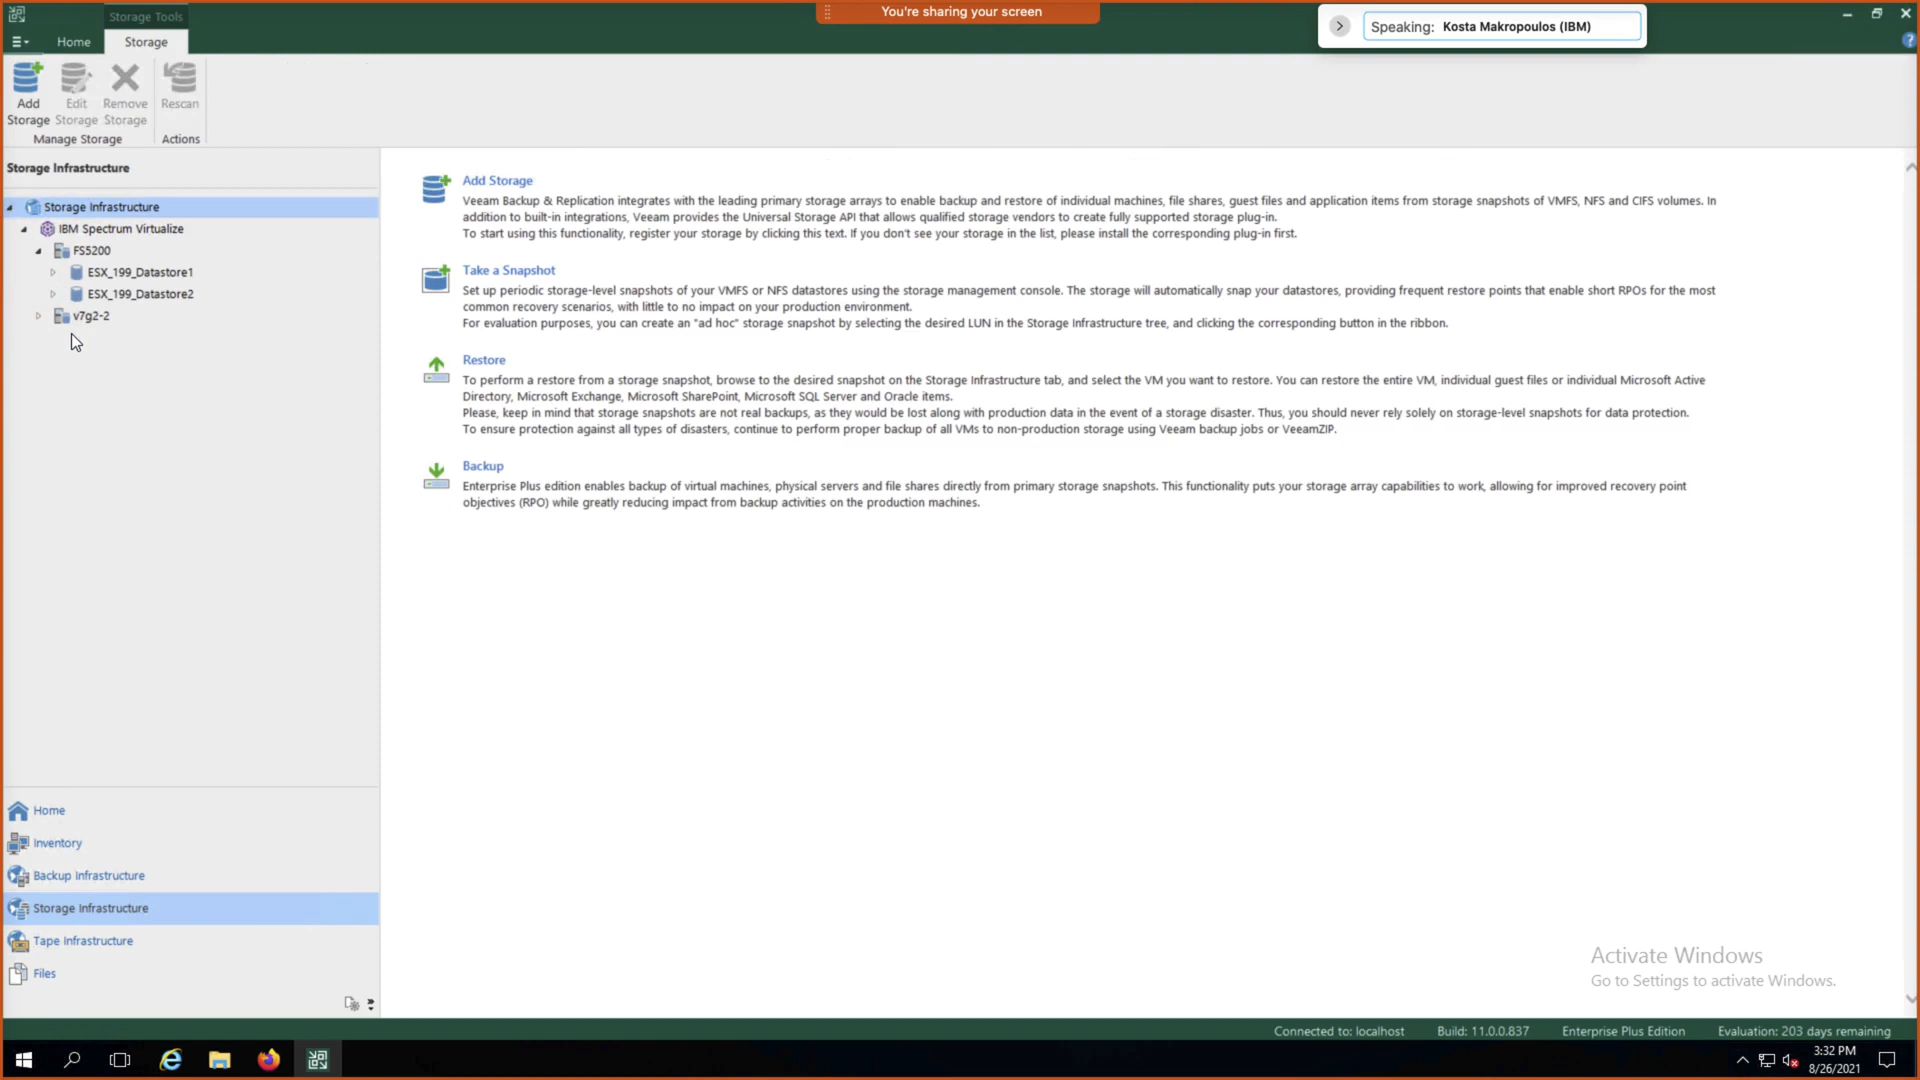 Storage Tools
You're sharing your screen
Speaking: Kosta Makropoulos (IBM)
Home
Storage
Add Storage
Edit Storage
Remove Storage
Rescan
Manage Storage
Actions
Storage Infrastructure
Storage Infrastructure
IBM Spectrum Virtualize
FS5200
ESX_199_Datastore1
ESX_199_Datastore2
v7g2-2
Add Storage
Veeam Backup & Replication integrates with the leading primary storage arrays to enable backup and restore of individual machines, file shares, guest files and application items from storage snapshots of VMFS, NFS and CIFS volumes. In
addition to built-in integrations, Veeam provides the Universal Storage API that allows qualified storage vendors to create fully supported storage plug-in.
To start using this functionality, register your storage by clicking this text. If you don't see your storage in the list, please install the corresponding plug-in first.
Take a Snapshot
Set up periodic storage-level snapshots of your VMFS or NFS datastores using the storage management console. The storage will automatically snap your datastores, providing frequent restore points that enable short RPOs for the most
common recovery scenarios, with little to no impact on your production environment.
For evaluation purposes, you can create an "ad hoc" storage snapshot by selecting the desired LUN in the Storage Infrastructure tree, and clicking the corresponding button in the ribbon.
Restore
To perform a restore from a storage snapshot, browse to the desired snapshot on the Storage Infrastructure tab, and select the VM you want to restore. You can restore the entire VM, individual guest files or individual Microsoft Active
Directory, Microsoft Exchange, Microsoft SharePoint, Microsoft SQL Server and Oracle items.
Please, keep in mind that storage snapshots are not real backups, as they would be lost along with production data in the event of a storage disaster. Thus, you should never rely solely on storage-level snapshots for data protection.
To ensure protection against all types of disasters, continue to perform proper backup of all VMs to non-production storage using Veeam backup jobs or VeeamZIP.
Backup
Enterprise Plus edition enables backup of virtual machines, physical servers and file shares directly from primary storage snapshots. This functionality puts your storage array capabilities to work, allowing for improved recovery point
objectives (RPO) while greatly reducing impact from backup activities on the production machines.
Home
Inventory
Backup Infrastructure
Storage Infrastructure
Tape Infrastructure
Files
Activate Windows
Go to Settings to activate Windows.
Connected to: localhost
Build: 11.0.0.837
Enterprise Plus Edition
Evaluation: 203 days remaining
3:32 PM
8/26/2021